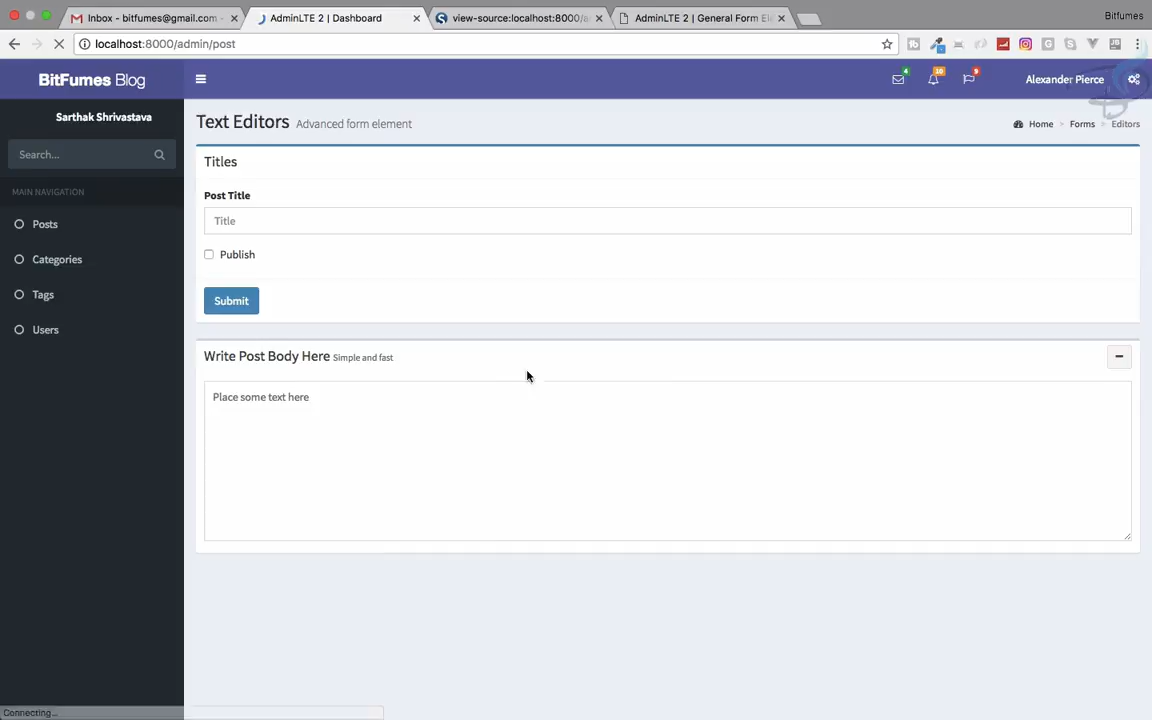 Inbox - bitfumes@gmail.com -
AdminLTE 2 | Dashboard
view-source:localhost:8000/a
AdminLTE 2 | General Form El
Bitfumes
localhost:8000/admin/post
BitFumes Blog
4
10
9
Alexander Pierce
Sarthak Shrivastava
Text Editors Advanced form element
Home > Forms > Editors
Search...
Titles
MAIN NAVIGATION
Post Title
Posts
Title
Publish
Categories
Tags
Submit
Users
Write Post Body Here Simple and fast
Place some text here
Connecting...